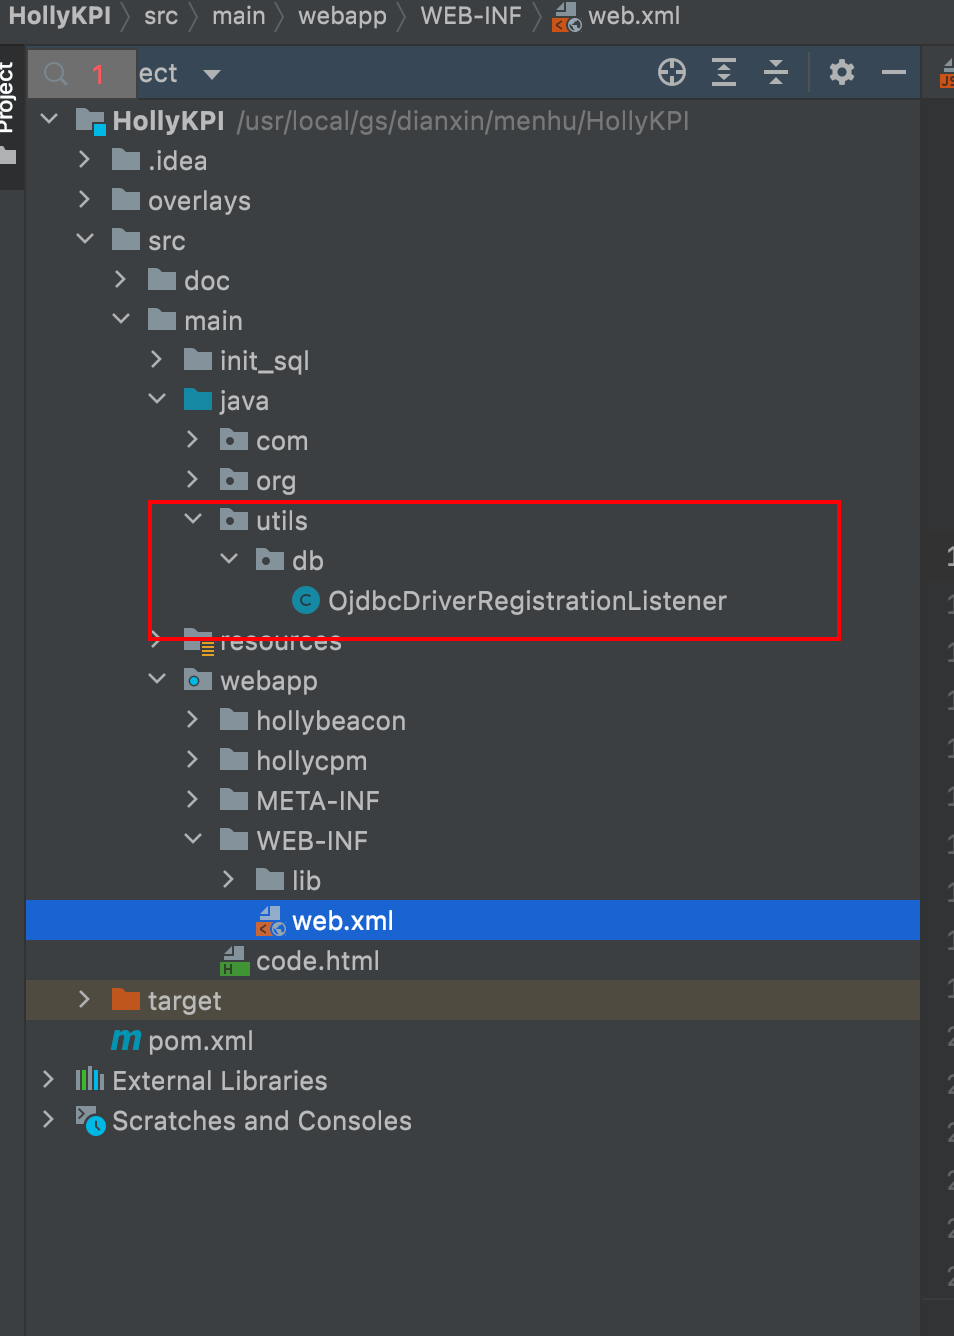 HollyKPI src main webapp WEB-INF web.xml
Project
1 ect
HollyKPI /usr/local/gs/dianxin/menhu/HollyKPI
.idea
overlays
src
doc
main
init_sql
java
com
org
utils
db
C OjdbcDriverRegistrationListener
resources
webapp
hollybeacon
hollycpm
META-INF
WEB-INF
lib
web.xml
H code.html
target
m pom.xml
External Libraries
Scratches and Consoles